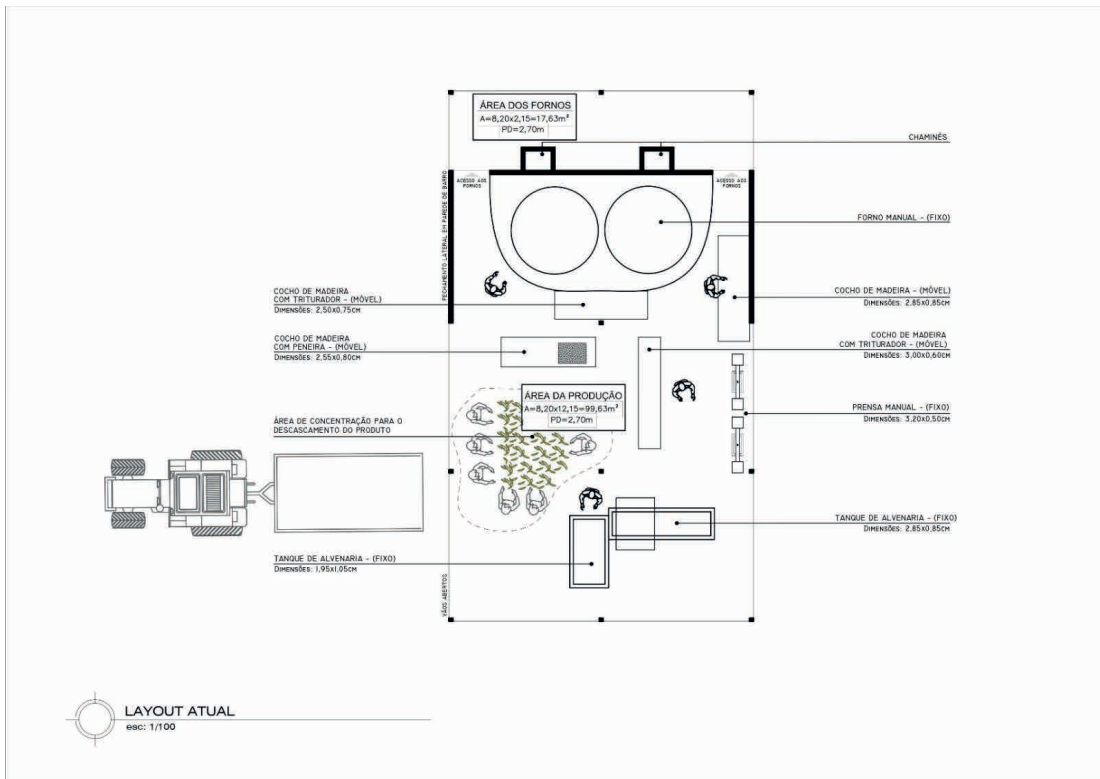 ÁREA DOS FORNOS
A=8,20x2,15=17,63m²
PD=2,70m
CHAMINÉS
ACESSO AOS
FORNOS
ACESSO AOS
FORNOS
FECHAMENTO LATERAL EM PAREDE DE BARRO
FORNO MANUAL - (FIXO)
COCHO DE MADEIRA
COM TRITURADOR - (MÓVEL)
DIMENSÕES: 2,50x0,75CM
COCHO DE MADEIRA - (MÓVEL)
DIMENSÕES: 2,85x0,85CM
COCHO DE MADEIRA
COM PENEIRA - (MÓVEL)
DIMENSÕES: 2,55x0,80CM
COCHO DE MADEIRA
COM TRITURADOR - (MÓVEL)
DIMENSÕES: 3,00x0,60CM
ÁREA DA PRODUÇÃO
A=8,20x12,15=99,63m²
PD=2,70m
PRENSA MANUAL - (FIXO)
DIMENSÕES: 3,20x0,50CM
ÁREA DE CONCENTRAÇÃO PARA O
DESCASCAMENTO DO PRODUTO
TANQUE DE ALVENARIA - (FIXO)
DIMENSÕES: 2,85x0,85CM
TANQUE DE ALVENARIA - (FIXO)
DIMENSÕES: 1,95x1,05CM
VÃOS ABERTOS
LAYOUT ATUAL
esc: 1/100